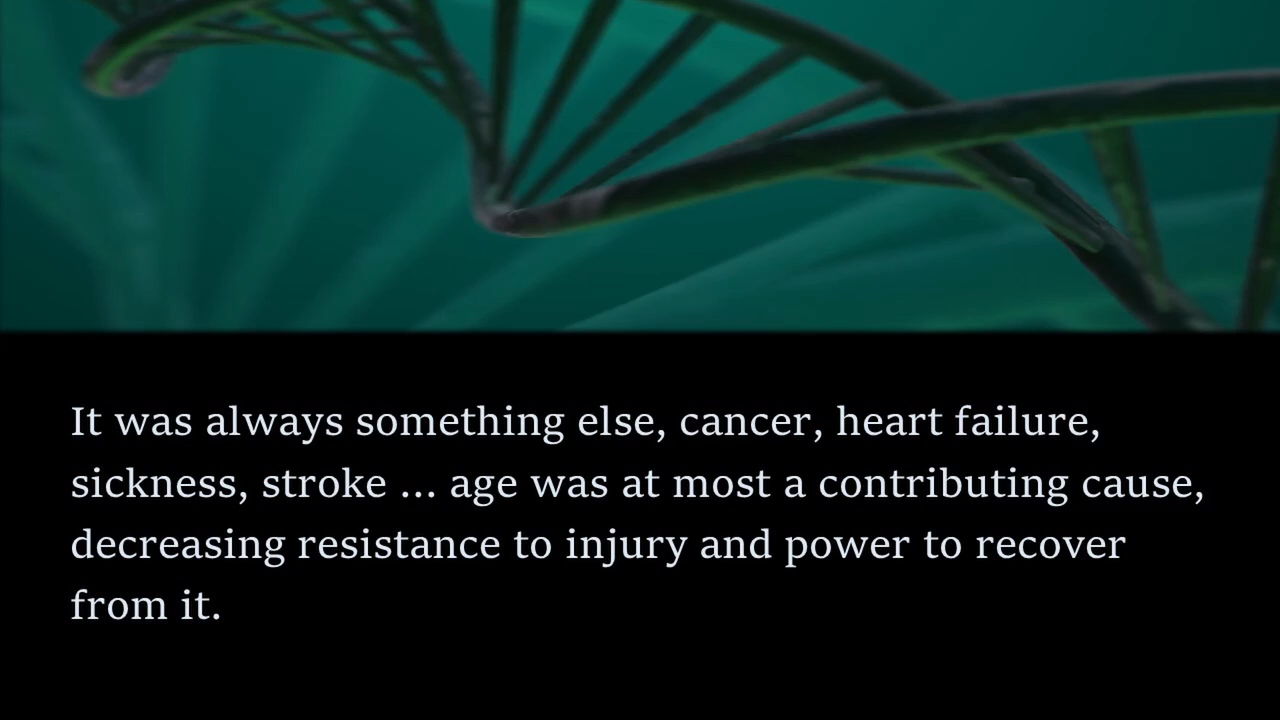 It was always something else, cancer, heart failure,
sickness, stroke ... age was at most a contributing cause,
decreasing resistance to injury and power to recover
from it.